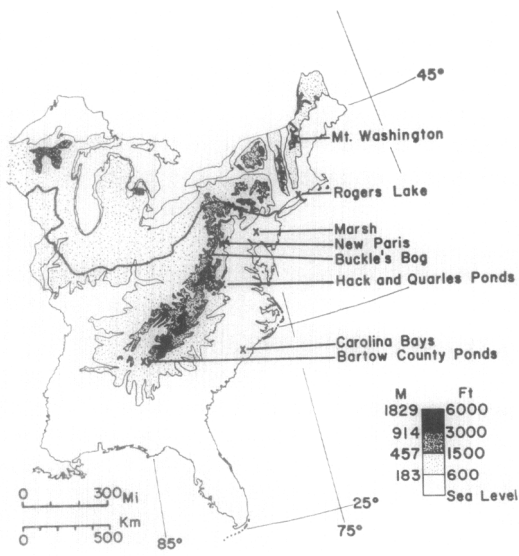 45°
Mt. Washington
Rogers Lake
Marsh
New Paris
Buckle's Bog
Hack and Quarles Ponds
Carolina Bays
Bartow County Ponds
M Ft
1829 6000
914 3000
457 1500
183 600
Sea Level
0 300 Mi
Km
0 500
25°
85°
75°